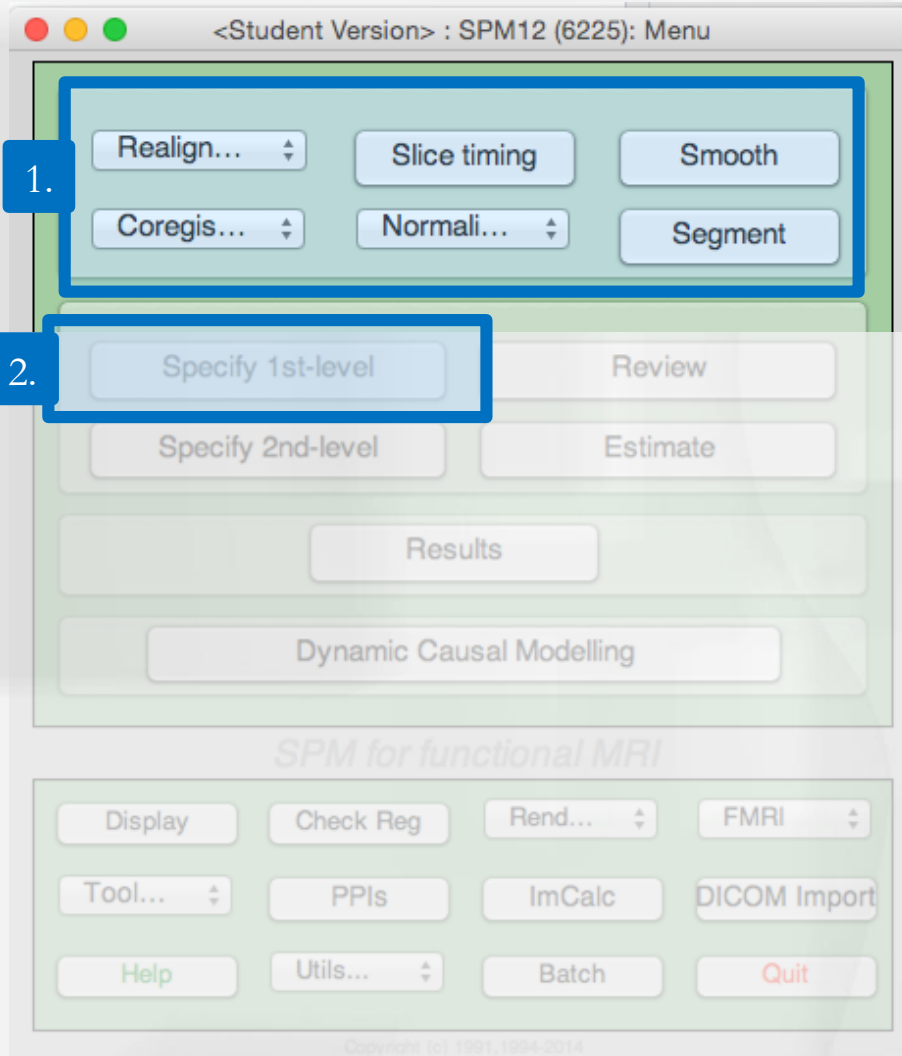 <Student Version> : SPM12 (6225): Menu
1.
Realign... Slice timing Smooth
Coregis... Normali... Segment
2.
Specify 1st-level Review
Specify 2nd-level Estimate
Results
Dynamic Causal Modelling
SPM for functional MRI
Display Check Reg Rend... FMRI
Tool... PPIs ImCalc DICOM Import
Help Utils... Batch Quit
Copyright (c) 1991,1994-2014